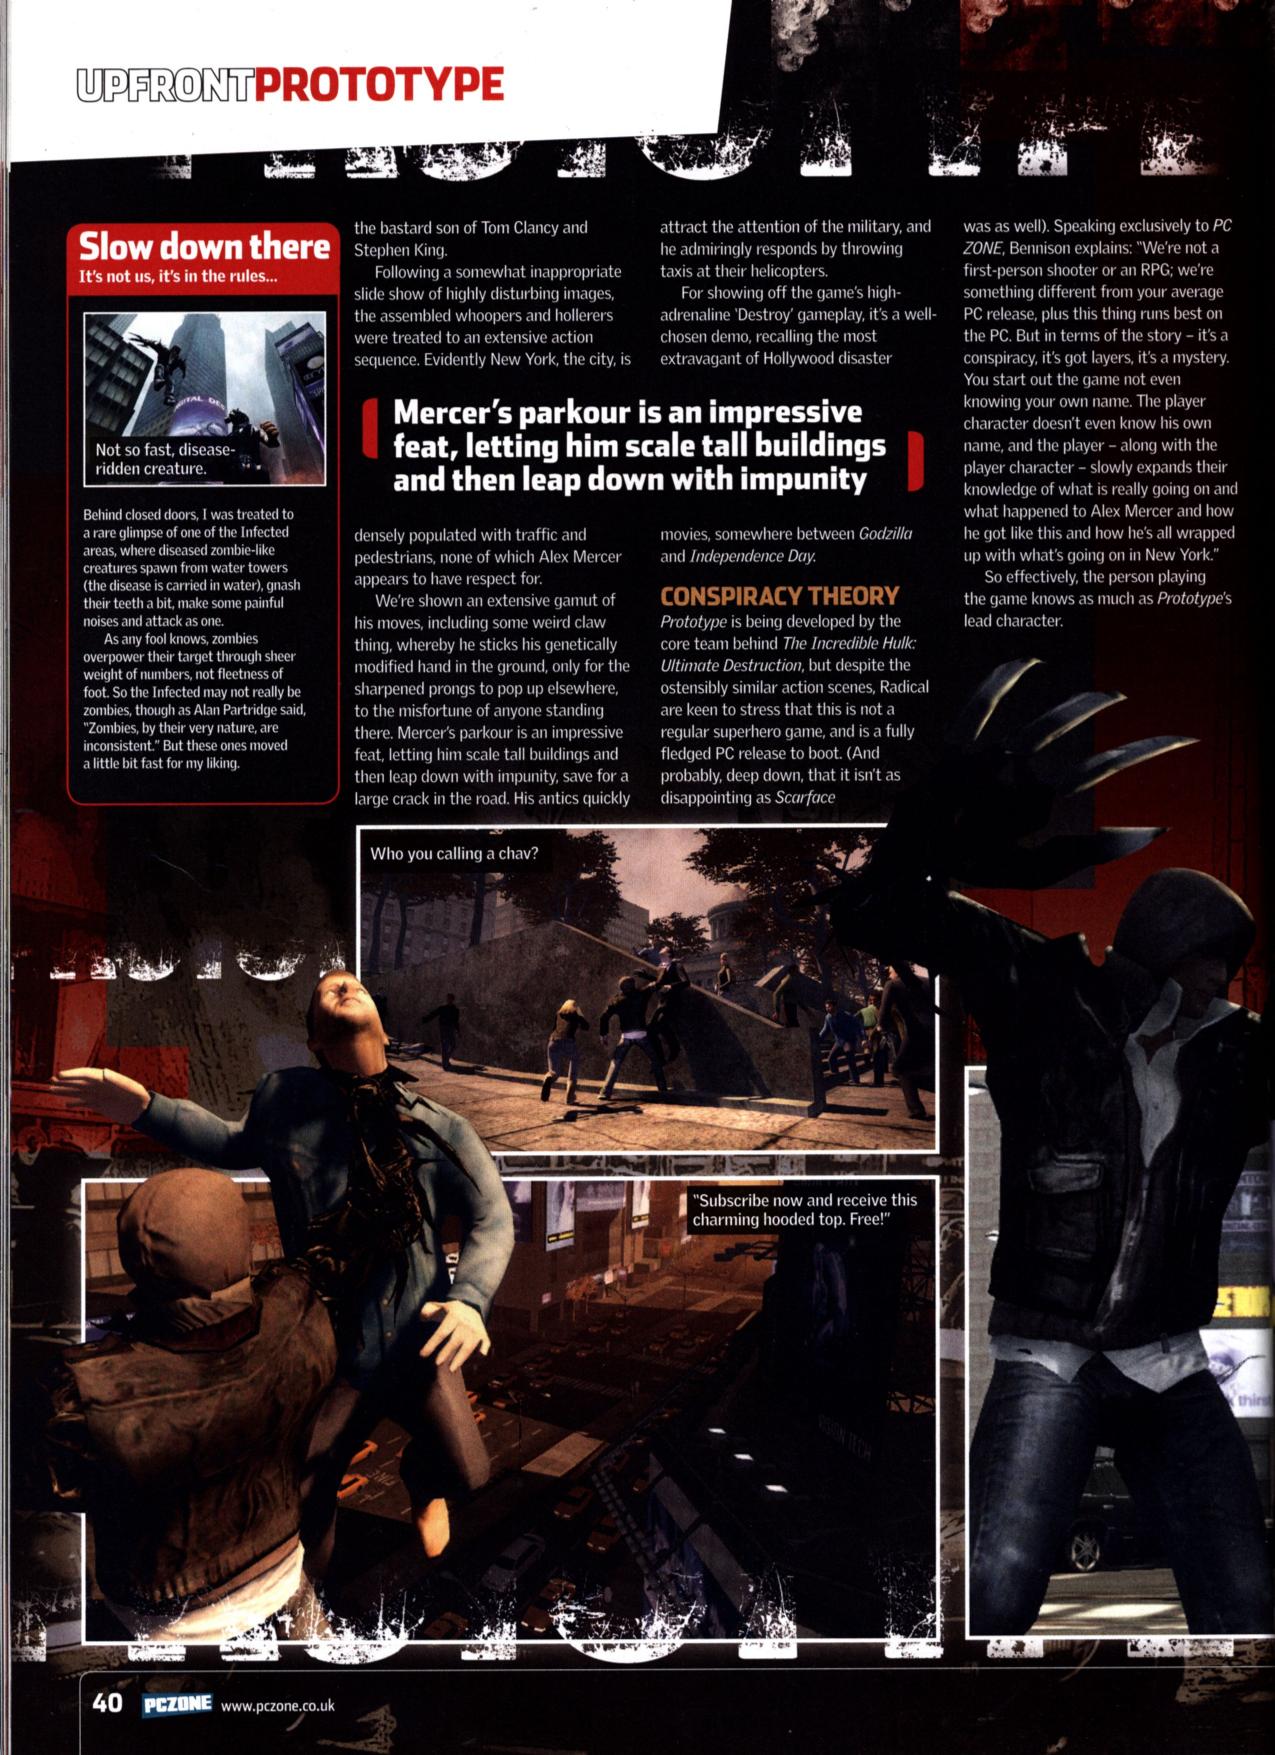 UPFRONTPROTOTYPE
Slow down there
It's not us, it's in the rules...
Not so fast, disease-
ridden creature.
Behind closed doors, I was treated to
a rare glimpse of one of the Infected
areas, where diseased zombie-like
creatures spawn from water towers
(the disease is carried in water), gnash
their teeth a bit, make some painful
noises and attack as one.
As any fool knows, zombies
overpower their target through sheer
weight of numbers, not fleetness of
foot. So the Infected may not really be
zombies, though as Alan Partridge said,
"Zombies, by their very nature, are
inconsistent." But these ones moved
a little bit fast for my liking.
the bastard son of Tom Clancy and
Stephen King.
Following a somewhat inappropriate
slide show of highly disturbing images,
the assembled whoopers and hollerers
were treated to an extensive action
sequence. Evidently New York, the city, is
Mercer's parkour is an impressive
feat, letting him scale tall buildings
and then leap down with impunity
densely populated with traffic and
pedestrians, none of which Alex Mercer
appears to have respect for.
We're shown an extensive gamut of
his moves, including some weird claw
thing, whereby he sticks his genetically
modified hand in the ground, only for the
sharpened prongs to pop up elsewhere,
to the misfortune of anyone standing
there. Mercer's parkour is an impressive
feat, letting him scale tall buildings and
then leap down with impunity, save for a
large crack in the road. His antics quickly
attract the attention of the military, and
he admiringly responds by throwing
taxis at their helicopters.
For showing off the game's high-
adrenaline 'Destroy' gameplay, it's a well-
chosen demo, recalling the most
extravagant of Hollywood disaster
movies, somewhere between Godzilla
and Independence Day.
CONSPIRACY THEORY
Prototype is being developed by the
core team behind The Incredible Hulk:
Ultimate Destruction, but despite the
ostensibly similar action scenes, Radical
are keen to stress that this is not a
regular superhero game, and is a fully
fledged PC release to boot. (And
probably, deep down, that it isn't as
disappointing as Scarface
was as well). Speaking exclusively to PC
ZONE, Bennison explains: "We're not a
first-person shooter or an RPG; we're
something different from your average
PC release, plus this thing runs best on
the PC. But in terms of the story – it's a
conspiracy, it's got layers, it's a mystery.
You start out the game not even
knowing your own name. The player
character doesn't even know his own
name, and the player – along with the
player character – slowly expands their
knowledge of what is really going on and
what happened to Alex Mercer and how
he got like this and how he's all wrapped
up with what's going on in New York."
So effectively, the person playing
the game knows as much as Prototype's
lead character.
Who you calling a chav?
"Subscribe now and receive this
charming hooded top. Free!"
40 PCZONE www.pczone.co.uk